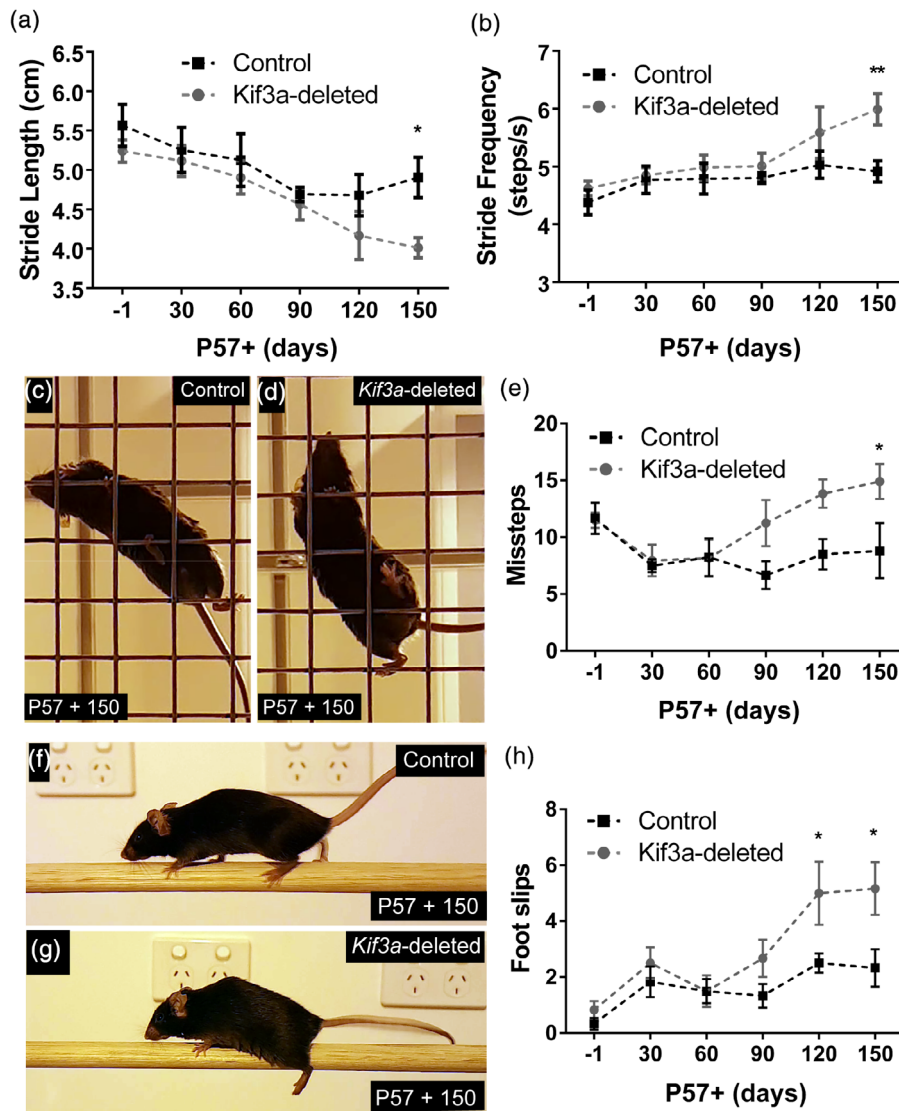 (a)
6.5
6.0
5.5
5.0
4.5
4.0
3.5
Stride Length (cm)
Control
Kif3a-deleted
*
-1 30 60 90 120 150
P57+ (days)
(b)
7
6
5
4
3
Stride Frequency
(steps/s)
Control
Kif3a-deleted
**
-1 30 60 90 120 150
P57+ (days)
(c)
Control
P57 + 150
(d)
Kif3a-deleted
P57 + 150
(e)
20
15
10
5
0
Missteps
Control
Kif3a-deleted
*
-1 30 60 90 120 150
P57+ (days)
(f)
Control
P57 + 150
(g)
Kif3a-deleted
P57 + 150
(h)
8
6
4
2
0
Foot slips
Control
Kif3a-deleted
* *
-1 30 60 90 120 150
P57+ (days)